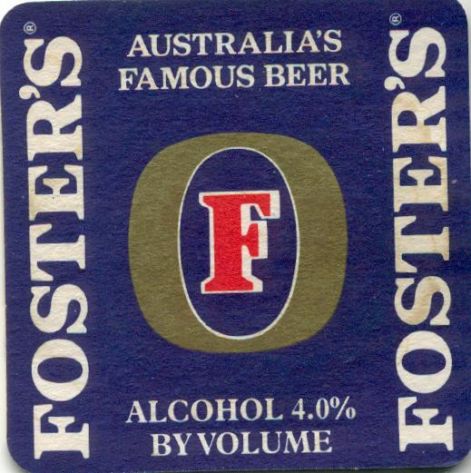 FOSTER'S®
AUSTRALIA'S
FAMOUS BEER
F
ALCOHOL 4.0%
BY VOLUME
FOSTER'S®